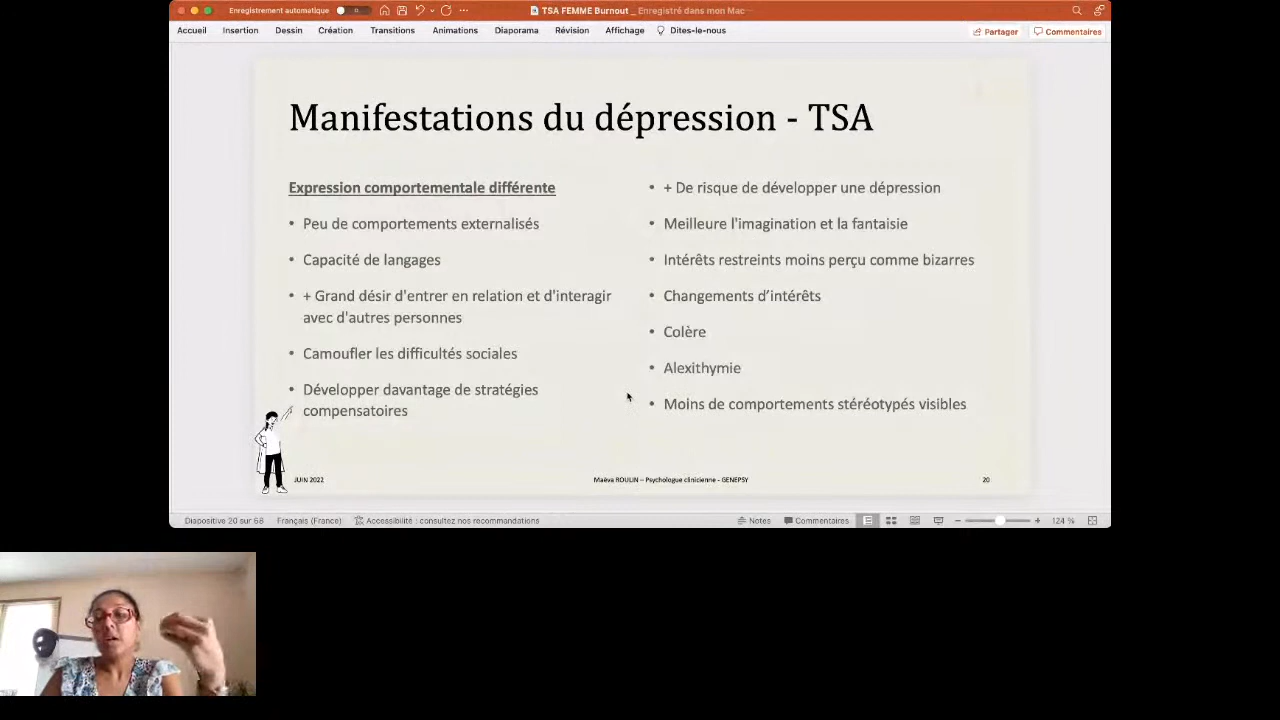 Enregistrement automatique
TSA FEMME Burnout _ Enregistré dans mon Mac
Accueil Insertion Dessin Création Transitions Animations Diaporama Révision Affichage Dites-le-nous Partager Commentaires
Manifestations du dépression - TSA
Expression comportementale différente
• Peu de comportements externalisés
• Capacité de langages
• + Grand désir d'entrer en relation et d'interagir
avec d'autres personnes
• Camoufler les difficultés sociales
• Développer davantage de stratégies
compensatoires
• + De risque de développer une dépression
• Meilleure l'imagination et la fantaisie
• Intérêts restreints moins perçu comme bizarres
• Changements d’intérêts
• Colère
• Alexithymie
• Moins de comportements stéréotypés visibles
JUIN 2022
Maëva ROULIN – Psychologue clinicienne - GENEPSY
20
Diapositive 20 sur 68 Français (France) Accessibilité : consultez nos recommandations Notes Commentaires 124 %